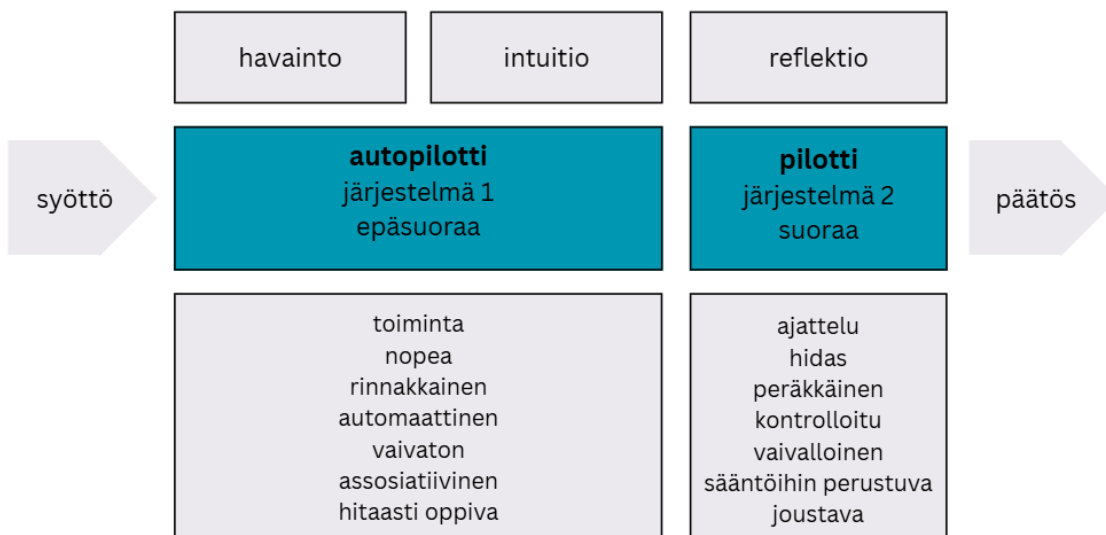 havainto
intuitio
reflektio
syöttö
autopilotti
järjestelmä 1
epäsuoraa
pilotti
järjestelmä 2
suoraa
päätös
toiminta
nopea
rinnakkainen
automaattinen
vaivaton
assosiatiivinen
hitaasti oppiva
ajattelu
hidas
peräkkäinen
kontrolloitu
vaivalloinen
sääntöihin perustuva
joustava